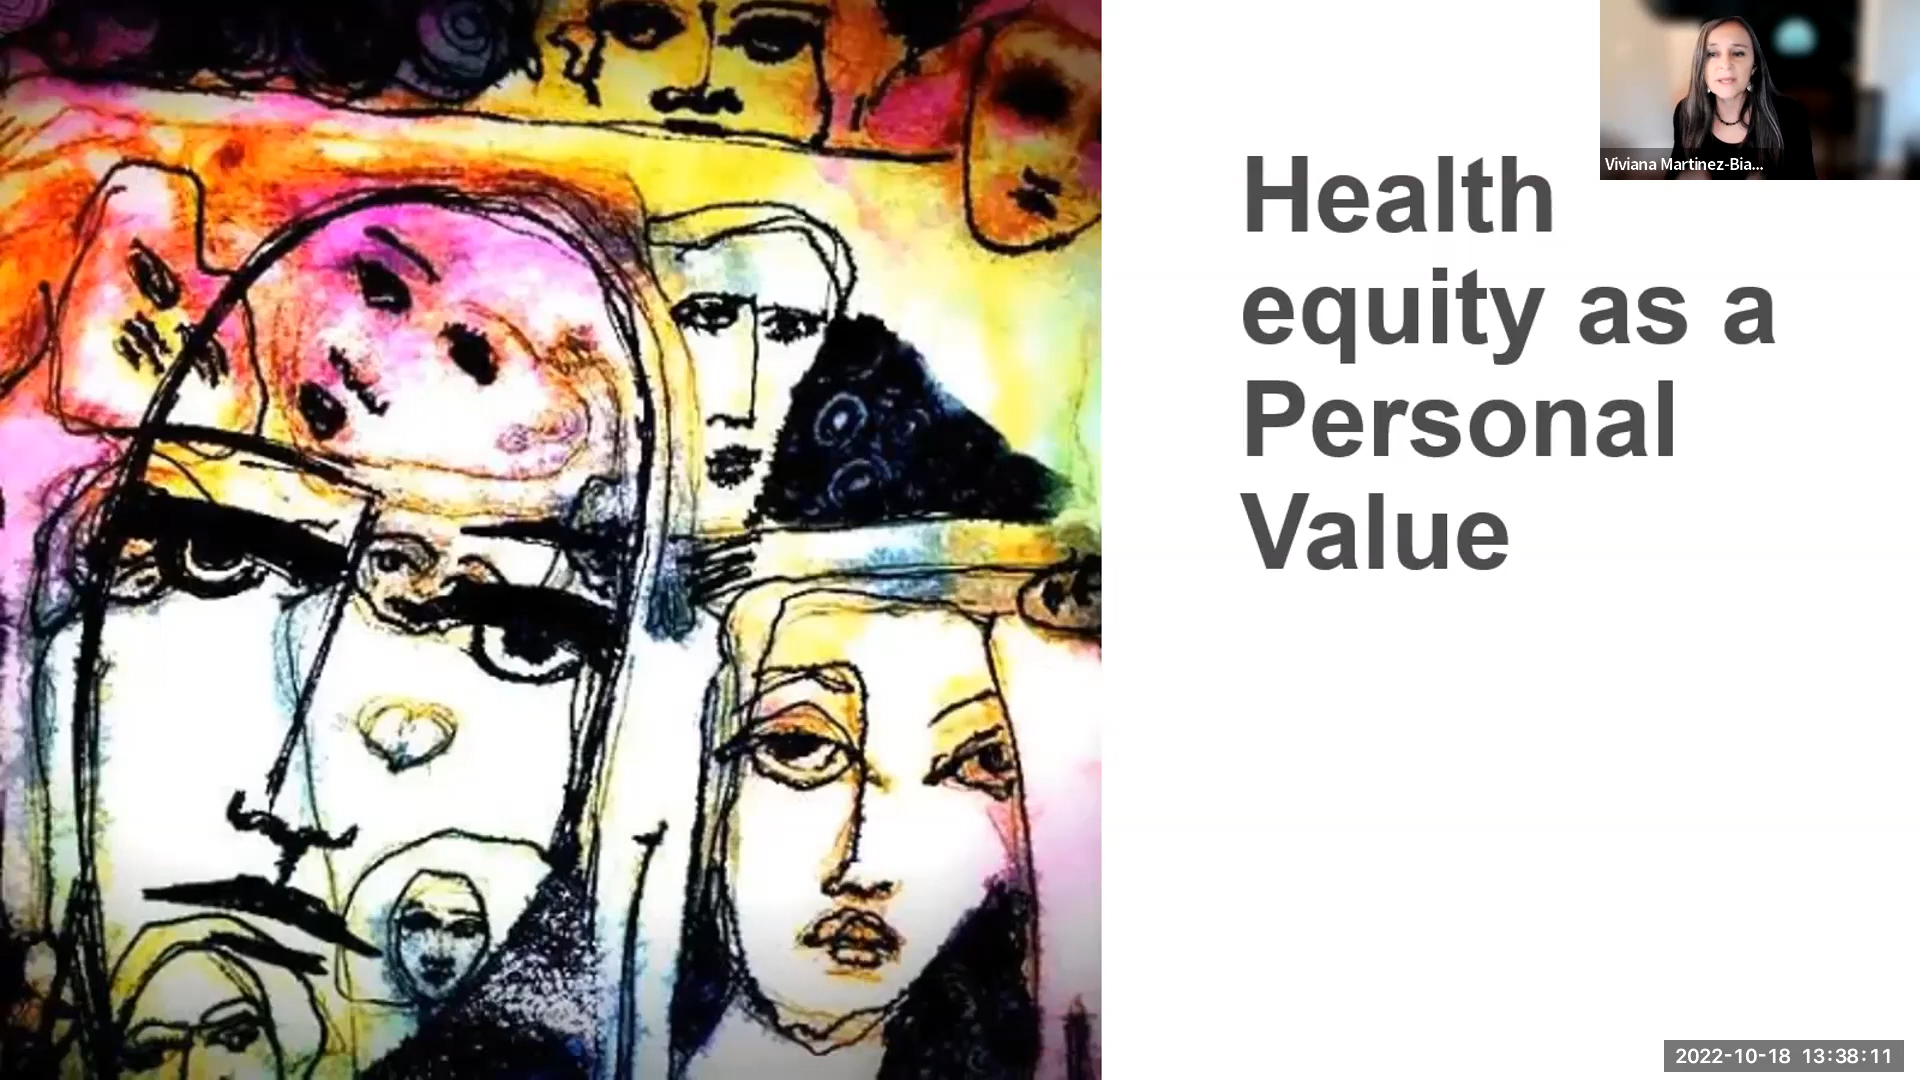 Viviana Martinez-Bia...
Health
equity as a
Personal
Value
2022-10-18 13:38:11